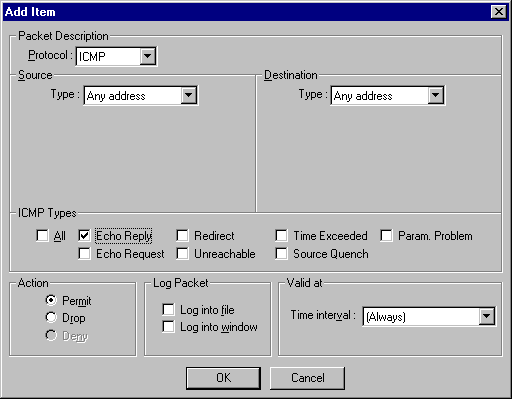 Add Item
Packet Description
Protocol : ICMP
Source Destination
Type : Any address Type : Any address
ICMP Types
All Echo Reply Redirect Time Exceeded Param. Problem
Echo Request Unreachable Source Quench
Action Log Packet Valid at
Permit
Log into file
Time interval : (Always)
Drop
Log into window
Deny
OK Cancel